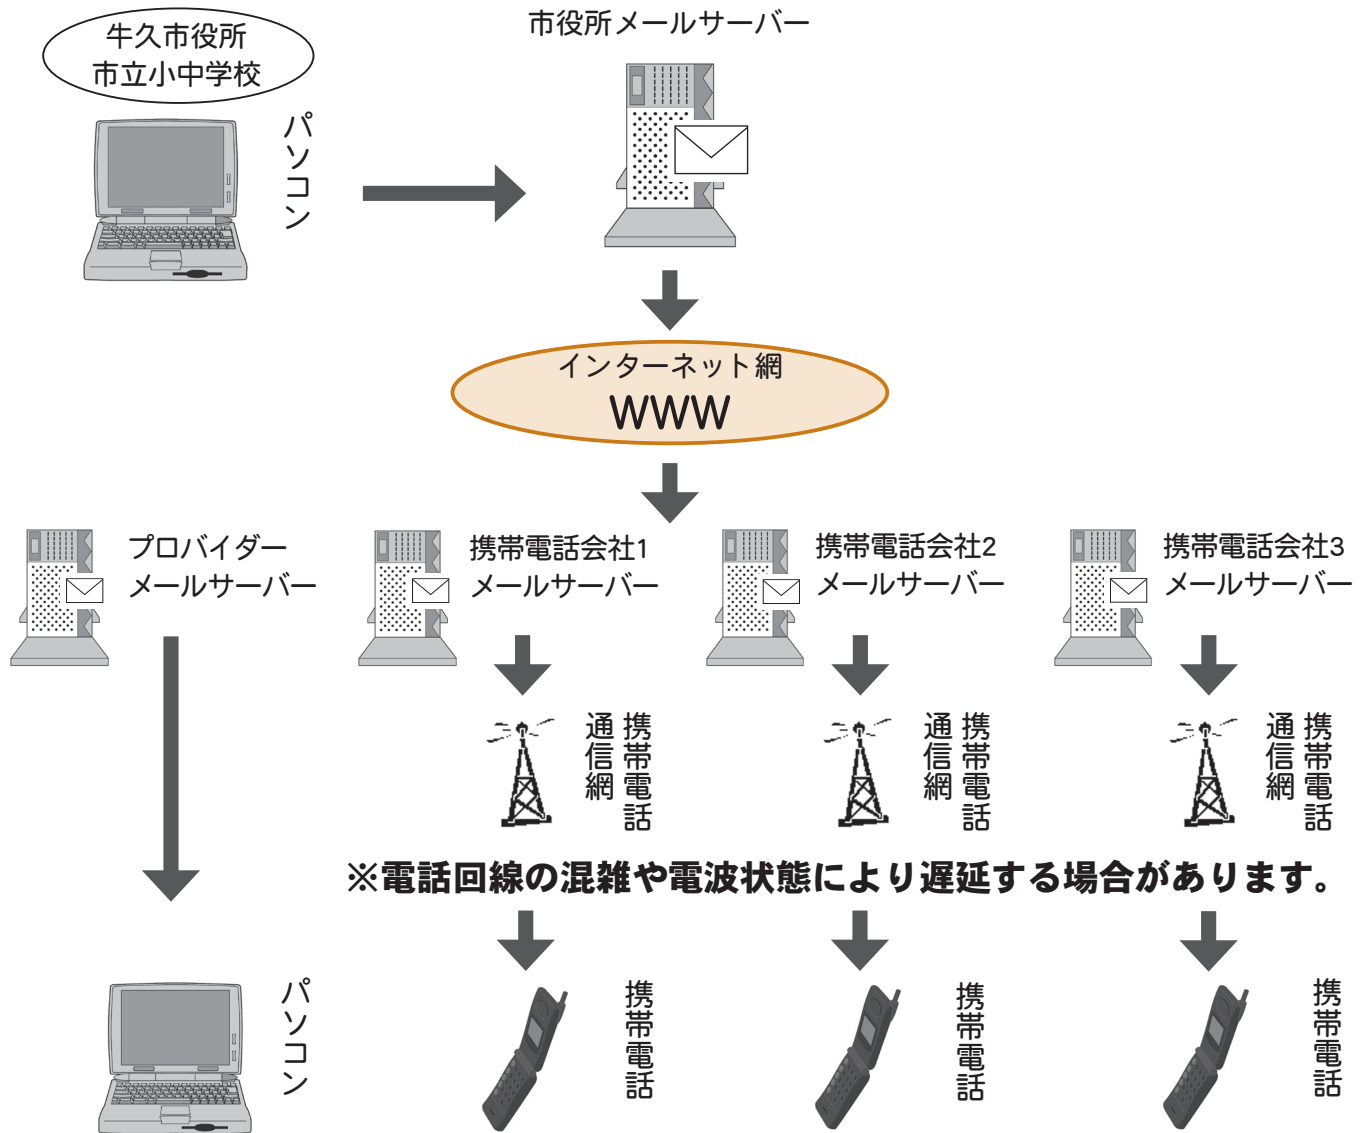 牛久市役所
市立小中学校
パソコン
市役所メールサーバー
インターネット網
WWW
プロバイダー
メールサーバー
携帯電話会社1
メールサーバー
携帯電話会社2
メールサーバー
携帯電話会社3
メールサーバー
携帯電話
通信網
携帯電話
通信網
携帯電話
通信網
※電話回線の混雑や電波状態により遅延する場合があります。
パソコン
携帯電話
携帯電話
携帯電話